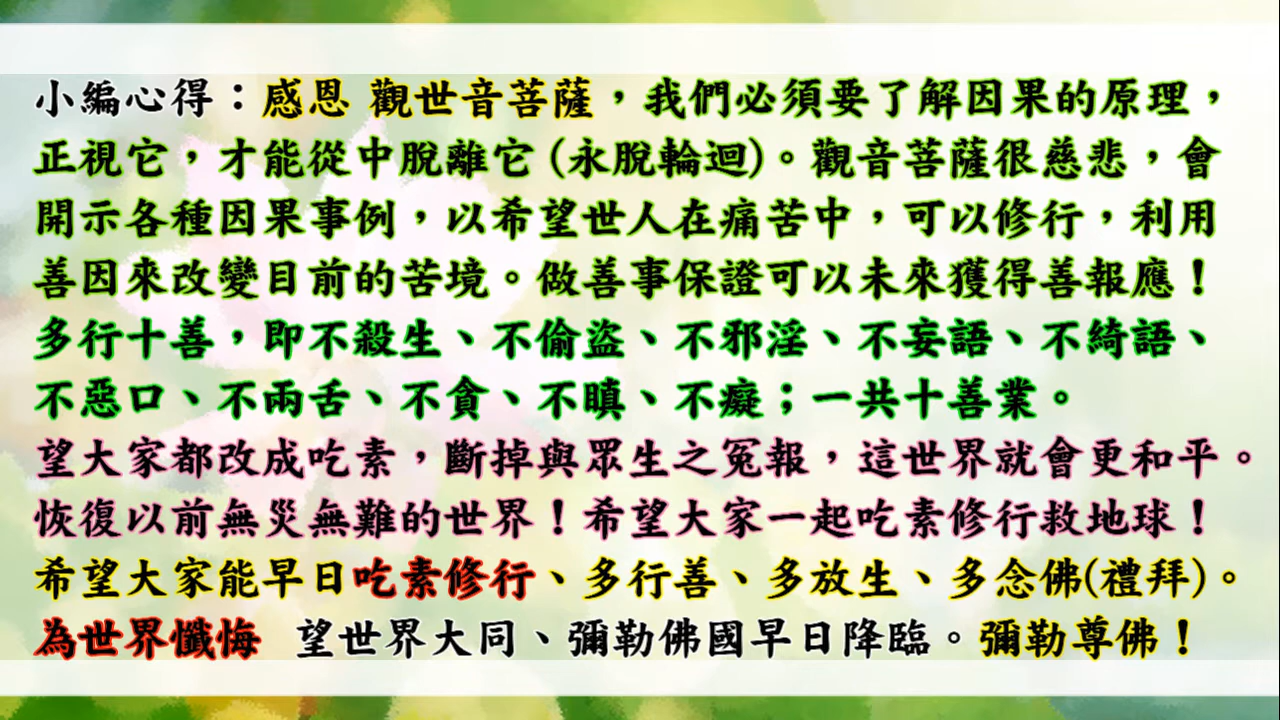 小編心得：感恩 觀世音菩薩，我們必須要了解因果的原理，
正視它，才能從中脫離它(永脫輪迴)。觀音菩薩很慈悲，會
開示各種因果事例，以希望世人在痛苦中，可以修行，利用
善因來改變目前的苦境。做善事保證可以未來獲得善報應！
多行十善，即不殺生、不偷盜、不邪淫、不妄語、不綺語、
不惡口、不兩舌、不貪、不瞋、不癡；一共十善業。
望大家都改成吃素，斷掉與眾生之冤報，這世界就會更和平。
恢復以前無災無難的世界！希望大家一起吃素修行救地球！
希望大家能早日吃素修行、多行善、多放生、多念佛(禮拜)。
為世界懺悔 望世界大同、彌勒佛國早日降臨。彌勒尊佛！